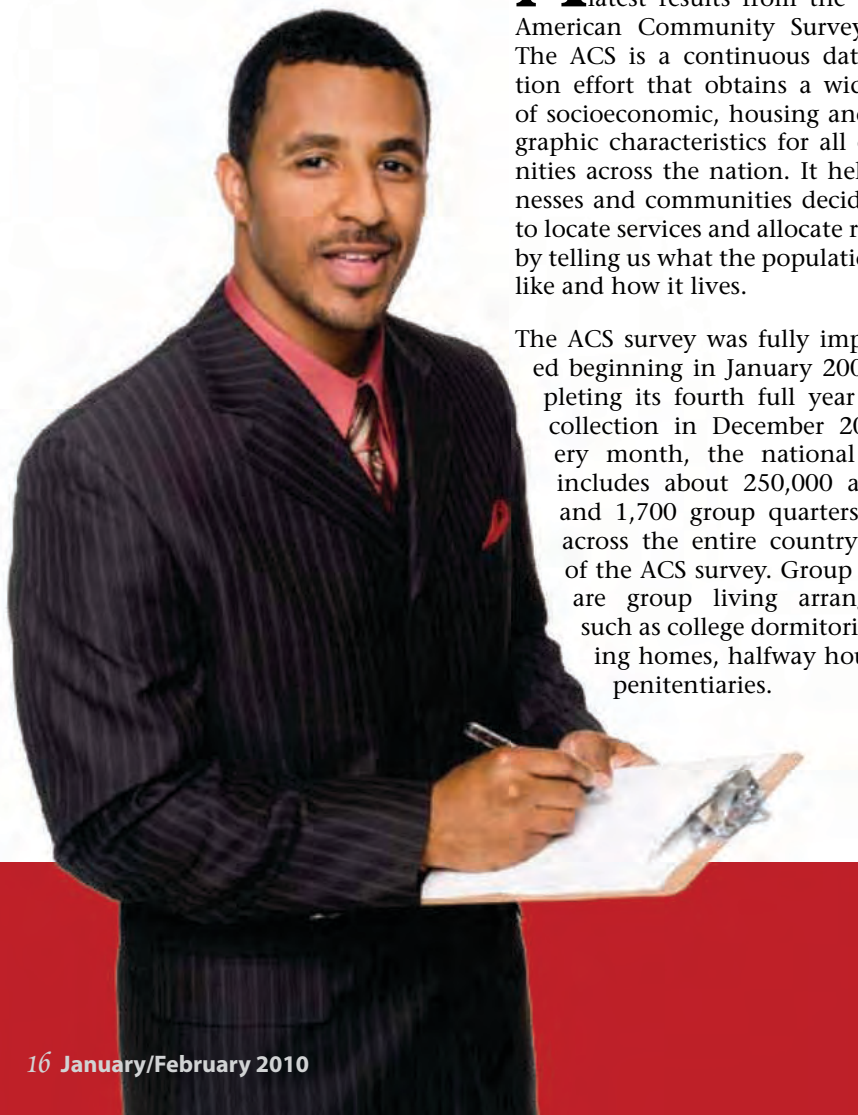 latest results from the
American Community Survey
The ACS is a continuous dat
tion effort that obtains a wid
of socioeconomic, housing and
graphic characteristics for all
nities across the nation. It hel
nesses and communities decid
to locate services and allocate r
by telling us what the populatio
like and how it lives.
The ACS survey was fully imp
ed beginning in January 200
pleting its fourth full year
collection in December 20
ery month, the national
includes about 250,000 a
and 1,700 group quarters
across the entire country
of the ACS survey. Group
are group living arran
such as college dormitori
ing homes, halfway hou
penitentiaries.
16 January/February 2010